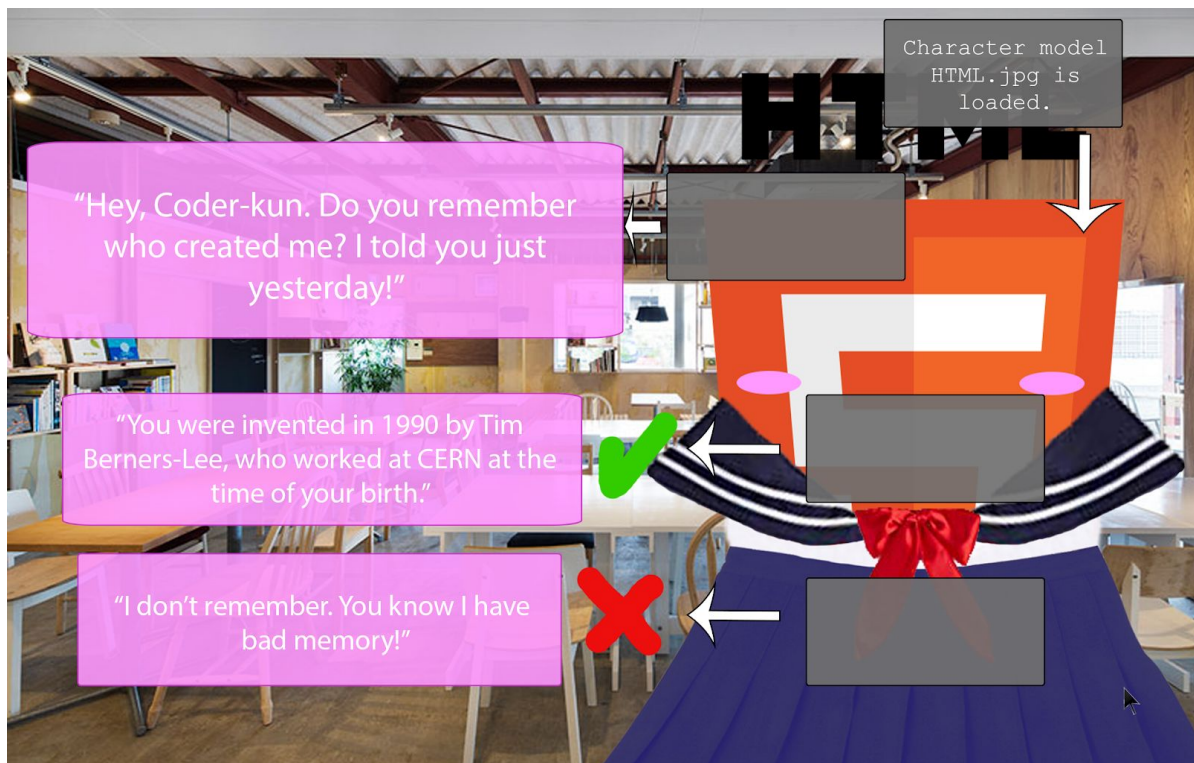 Character model
HTML.jpg is
loaded.
HTML
“Hey, Coder-kun. Do you remember
who created me? I told you just
yesterday!”
“You were invented in 1990 by Tim
Berners-Lee, who worked at CERN at the
time of your birth.”
“I don’t remember. You know I have
bad memory!”